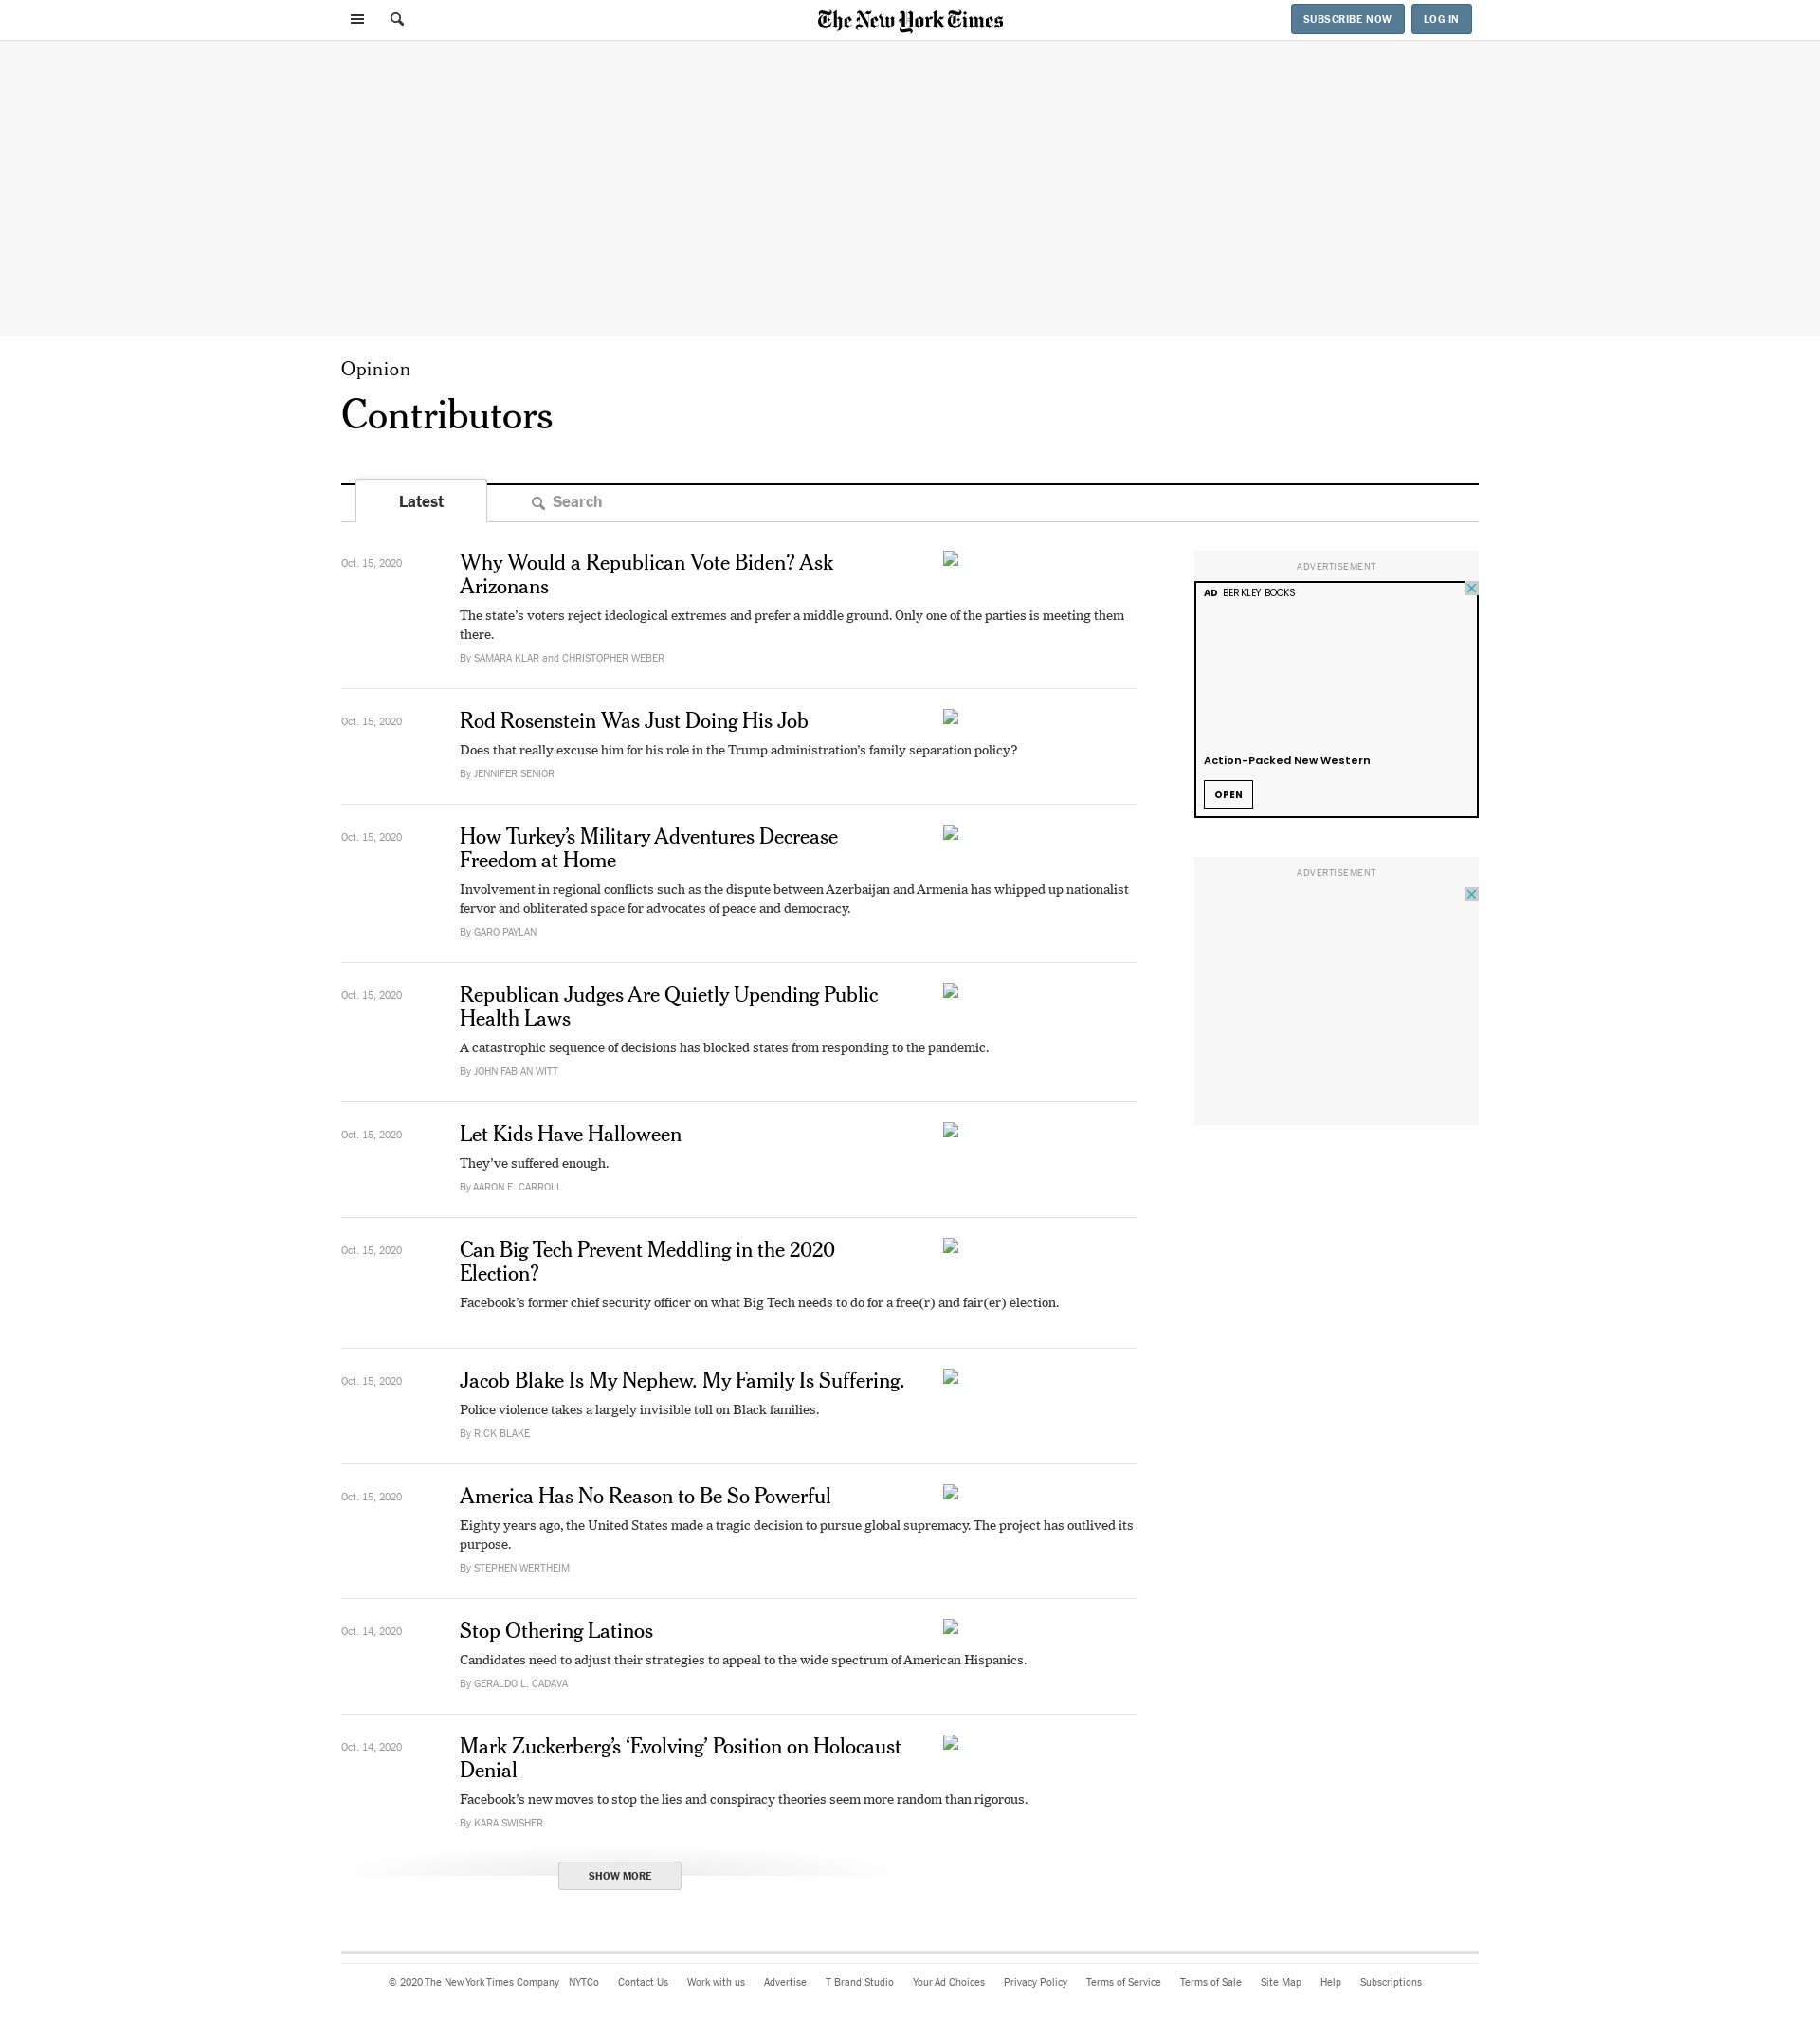 The New York Times
SUBSCRIBE NOW
LOG IN
Opinion
Contributors
Latest
Search
Oct. 15, 2020
Why Would a Republican Vote Biden? Ask
Arizonans
The state’s voters reject ideological extremes and prefer a middle ground. Only one of the parties is meeting them
there.
By SAMARA KLAR and CHRISTOPHER WEBER
Oct. 15, 2020
Rod Rosenstein Was Just Doing His Job
Does that really excuse him for his role in the Trump administration’s family separation policy?
By JENNIFER SENIOR
Oct. 15, 2020
How Turkey’s Military Adventures Decrease
Freedom at Home
Involvement in regional conflicts such as the dispute between Azerbaijan and Armenia has whipped up nationalist
fervor and obliterated space for advocates of peace and democracy.
By GARO PAYLAN
Oct. 15, 2020
Republican Judges Are Quietly Upending Public
Health Laws
A catastrophic sequence of decisions has blocked states from responding to the pandemic.
By JOHN FABIAN WITT
Oct. 15, 2020
Let Kids Have Halloween
They’ve suffered enough.
By AARON E. CARROLL
Oct. 15, 2020
Can Big Tech Prevent Meddling in the 2020
Election?
Facebook’s former chief security officer on what Big Tech needs to do for a free(r) and fair(er) election.
Oct. 15, 2020
Jacob Blake Is My Nephew. My Family Is Suffering.
Police violence takes a largely invisible toll on Black families.
By RICK BLAKE
Oct. 15, 2020
America Has No Reason to Be So Powerful
Eighty years ago, the United States made a tragic decision to pursue global supremacy. The project has outlived its
purpose.
By STEPHEN WERTHEIM
Oct. 14, 2020
Stop Othering Latinos
Candidates need to adjust their strategies to appeal to the wide spectrum of American Hispanics.
By GERALDO L. CADAVA
Oct. 14, 2020
Mark Zuckerberg’s ‘Evolving’ Position on Holocaust
Denial
Facebook’s new moves to stop the lies and conspiracy theories seem more random than rigorous.
By KARA SWISHER
SHOW MORE
ADVERTISEMENT
AD BERKLEY BOOKS
Action-Packed New Western
OPEN
ADVERTISEMENT
© 2020 The New York Times Company NYTCo Contact Us Work with us Advertise T Brand Studio Your Ad Choices Privacy Policy Terms of Service Terms of Sale Site Map Help Subscriptions